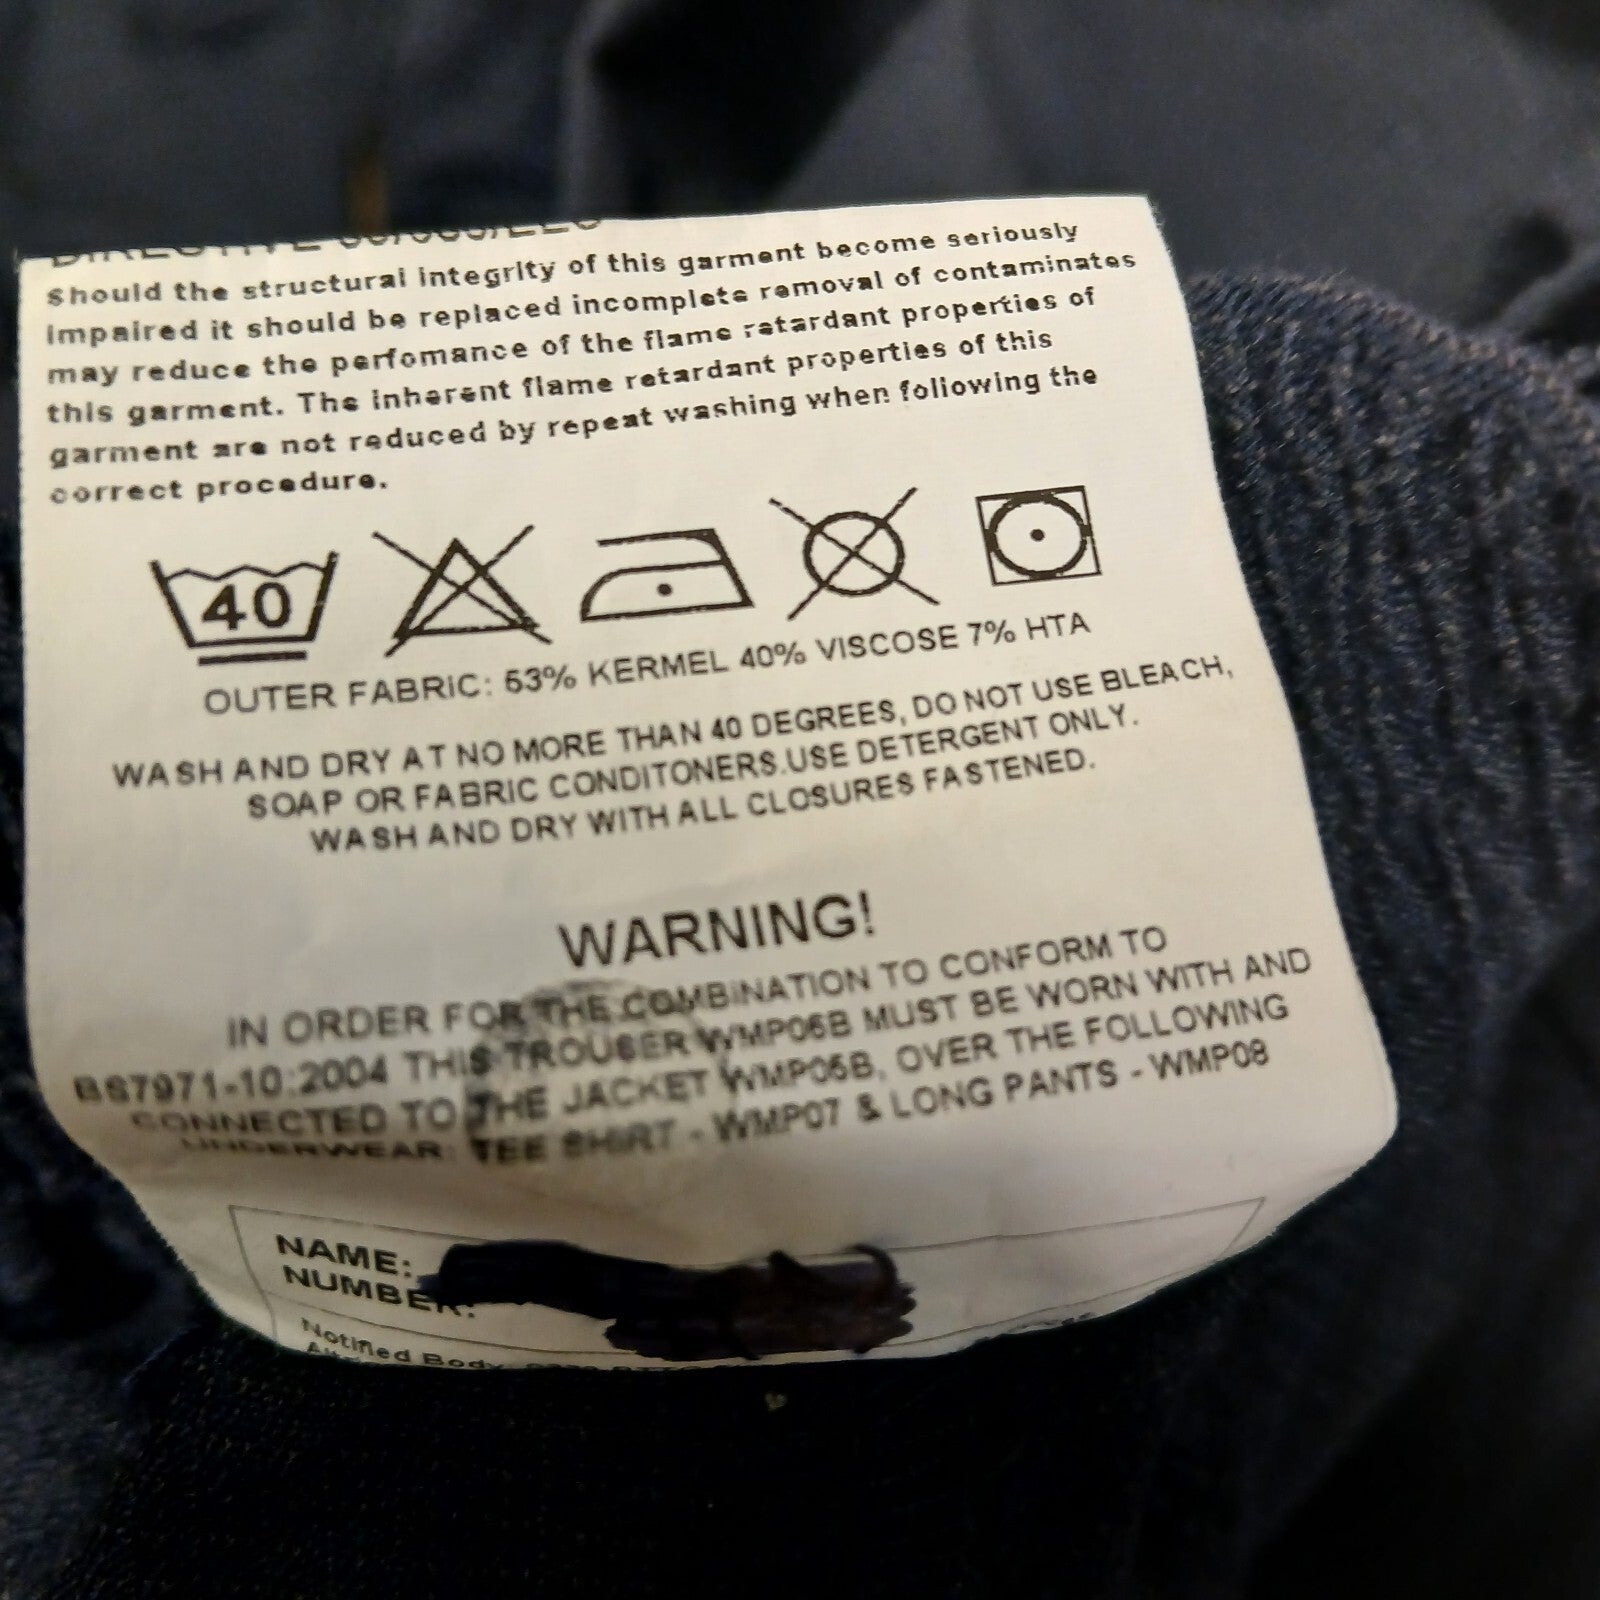 Should the structural integrity of this garment become seriously
impaired it should be replaced incomplete removal of contaminates
may reduce the perfomance of the flame retardant properties of
this garment. The inherent flame retardant properties of this
garment are not reduced by repeat washing when following the
correct procedure.
40
OUTER FABRIC: 53% KERMEL 40% VISCOSE 7% HTA
WASH AND DRY AT NO MORE THAN 40 DEGREES, DO NOT USE BLEACH,
SOAP OR FABRIC CONDITONERS.USE DETERGENT ONLY.
WASH AND DRY WITH ALL CLOSURES FASTENED.
WARNING!
IN ORDER FOR THE COMBINATION TO CONFORM TO
BS7971-10:2004 THIS TROUSER WMP06B MUST BE WORN WITH AND
CONNECTED TO THE JACKET WMP05B, OVER THE FOLLOWING
UNDERWEAR: TEE SHIRT - WMP07 & LONG PANTS - WMP08
NAME:
NUMBER:
Notified Body